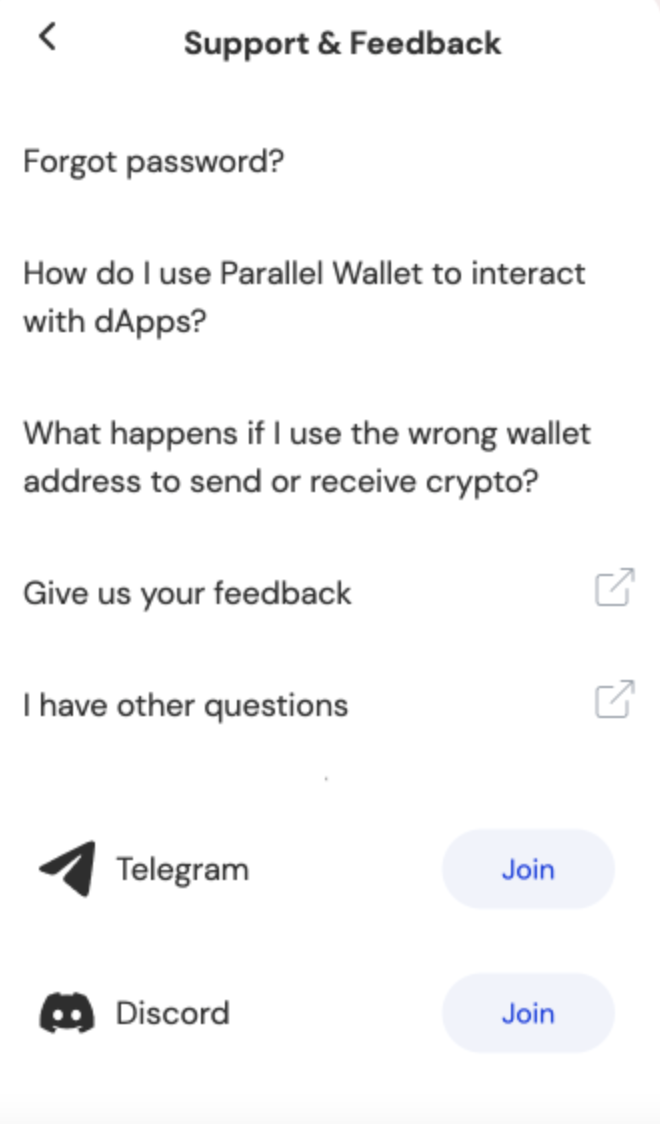 Support & Feedback
Forgot password?
How do I use Parallel Wallet to interact
with dApps?
What happens if I use the wrong wallet
address to send or receive crypto?
Give us your feedback
I have other questions
Telegram
Join
Discord
Join